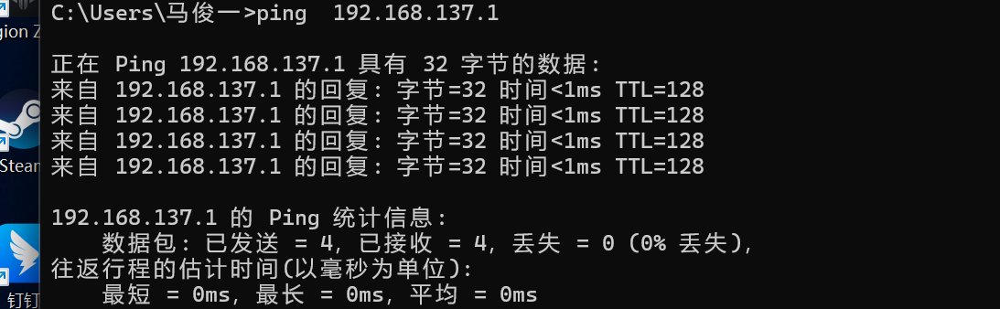 C:\Users\马俊一>ping  192.168.137.1
gion Z
正在 Ping 192.168.137.1 具有 32 字节的数据:
来自 192.168.137.1 的回复: 字节=32 时间<1ms TTL=128
来自 192.168.137.1 的回复: 字节=32 时间<1ms TTL=128
来自 192.168.137.1 的回复: 字节=32 时间<1ms TTL=128
来自 192.168.137.1 的回复: 字节=32 时间<1ms TTL=128
Steam
192.168.137.1 的 Ping 统计信息:
    数据包: 已发送 = 4, 已接收 = 4, 丢失 = 0 (0% 丢失),
往返行程的估计时间(以毫秒为单位):
    最短 = 0ms, 最长 = 0ms, 平均 = 0ms
钉钉